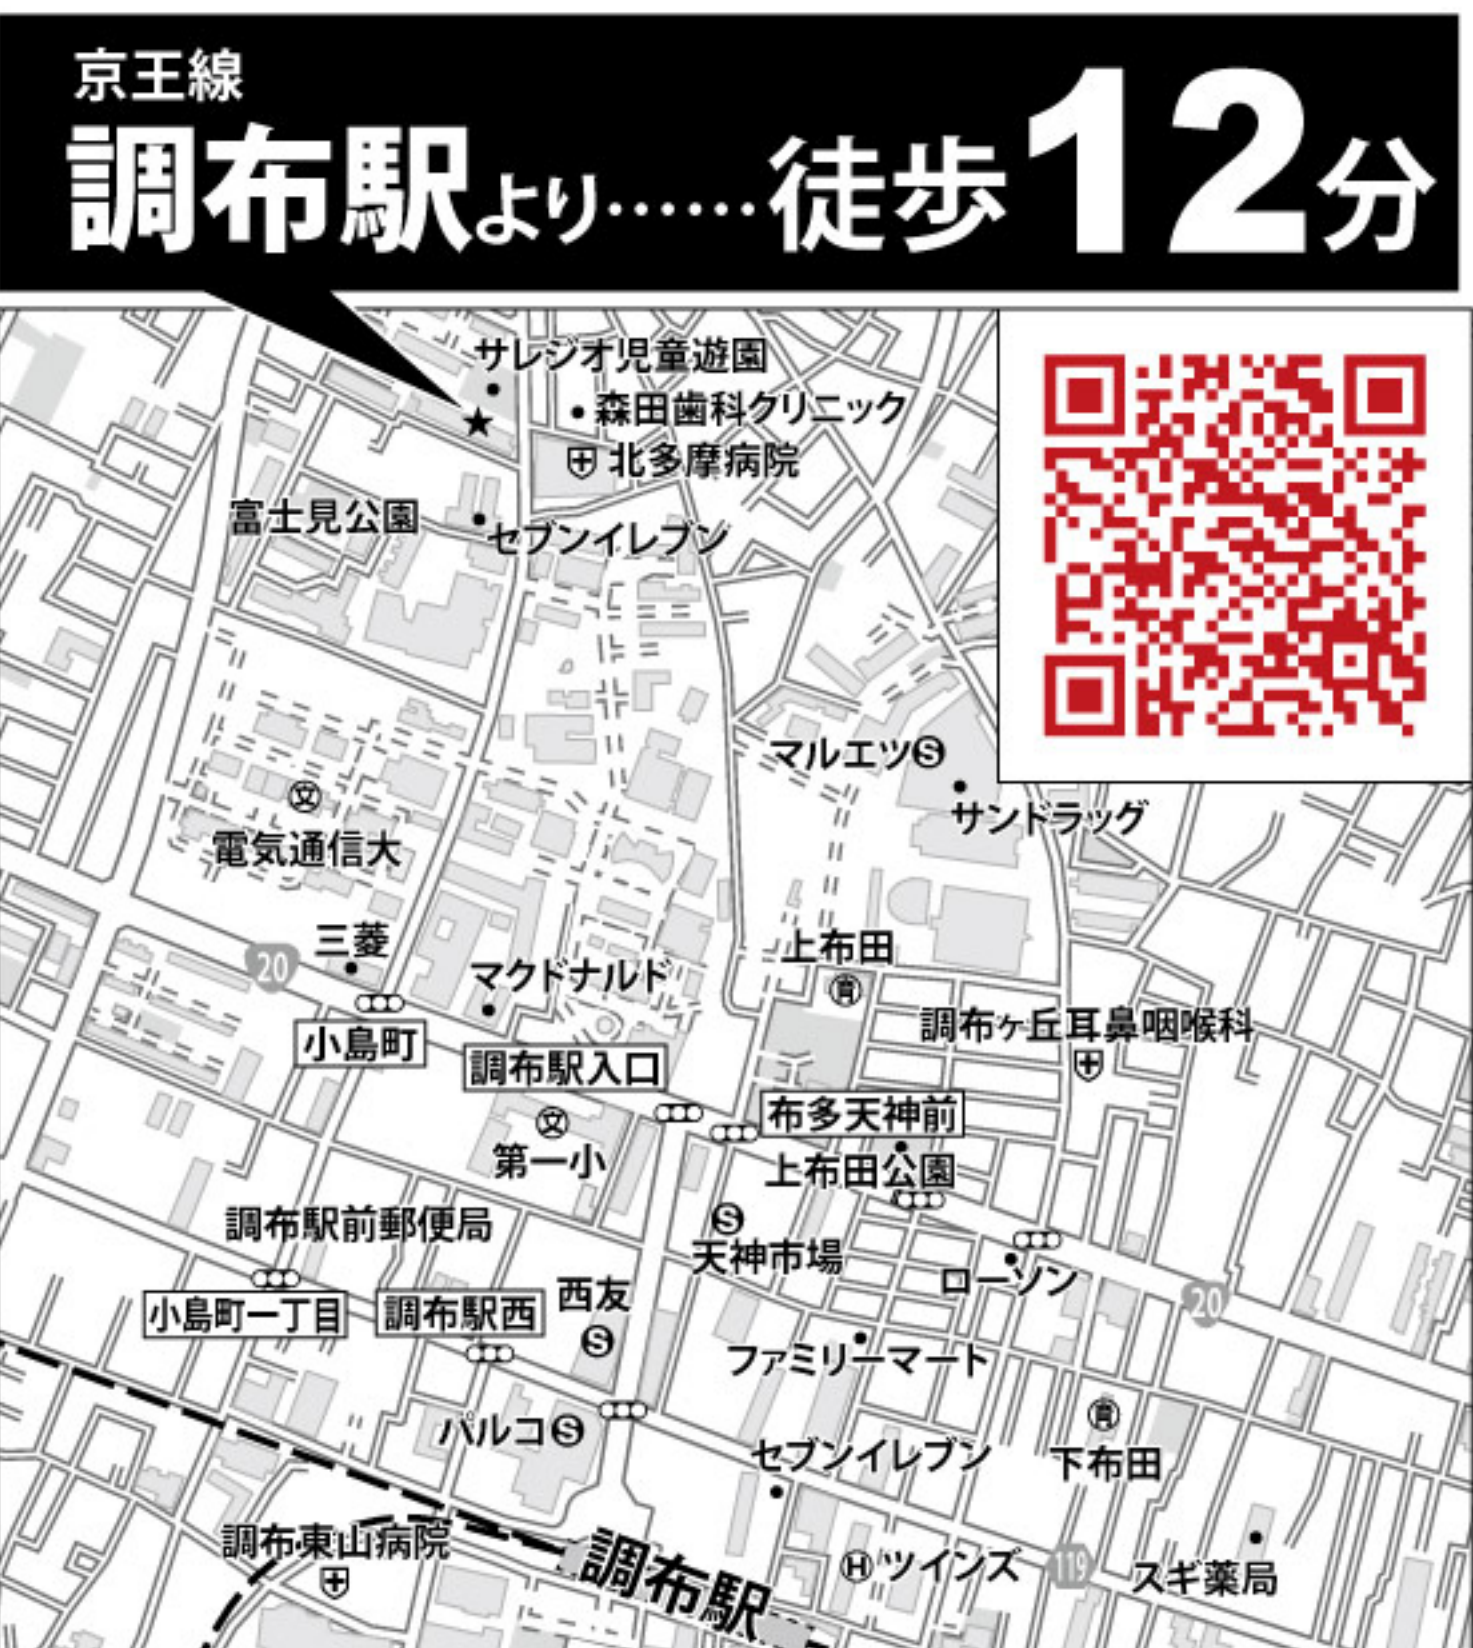 京王線
調布駅より……徒歩12分
サレジオ児童遊園
森田歯科クリニック
北多摩病院
富士見公園
セブンイレブン
マルエツⓈ
サンドラッグ
文
電気通信大
三菱
20
マクドナルド
上布田
育
小島町
調布ヶ丘耳鼻咽喉科
調布駅入口
布多天神前
文
第一小
上布田公園
調布駅前郵便局
Ⓢ
天神市場
ローソン
小島町一丁目
調布駅西
西友
Ⓢ
20
ファミリーマート
パルコⓈ
育
下布田
セブンイレブン
調布東山病院
調布駅
Ⓗツインズ
119
スギ薬局